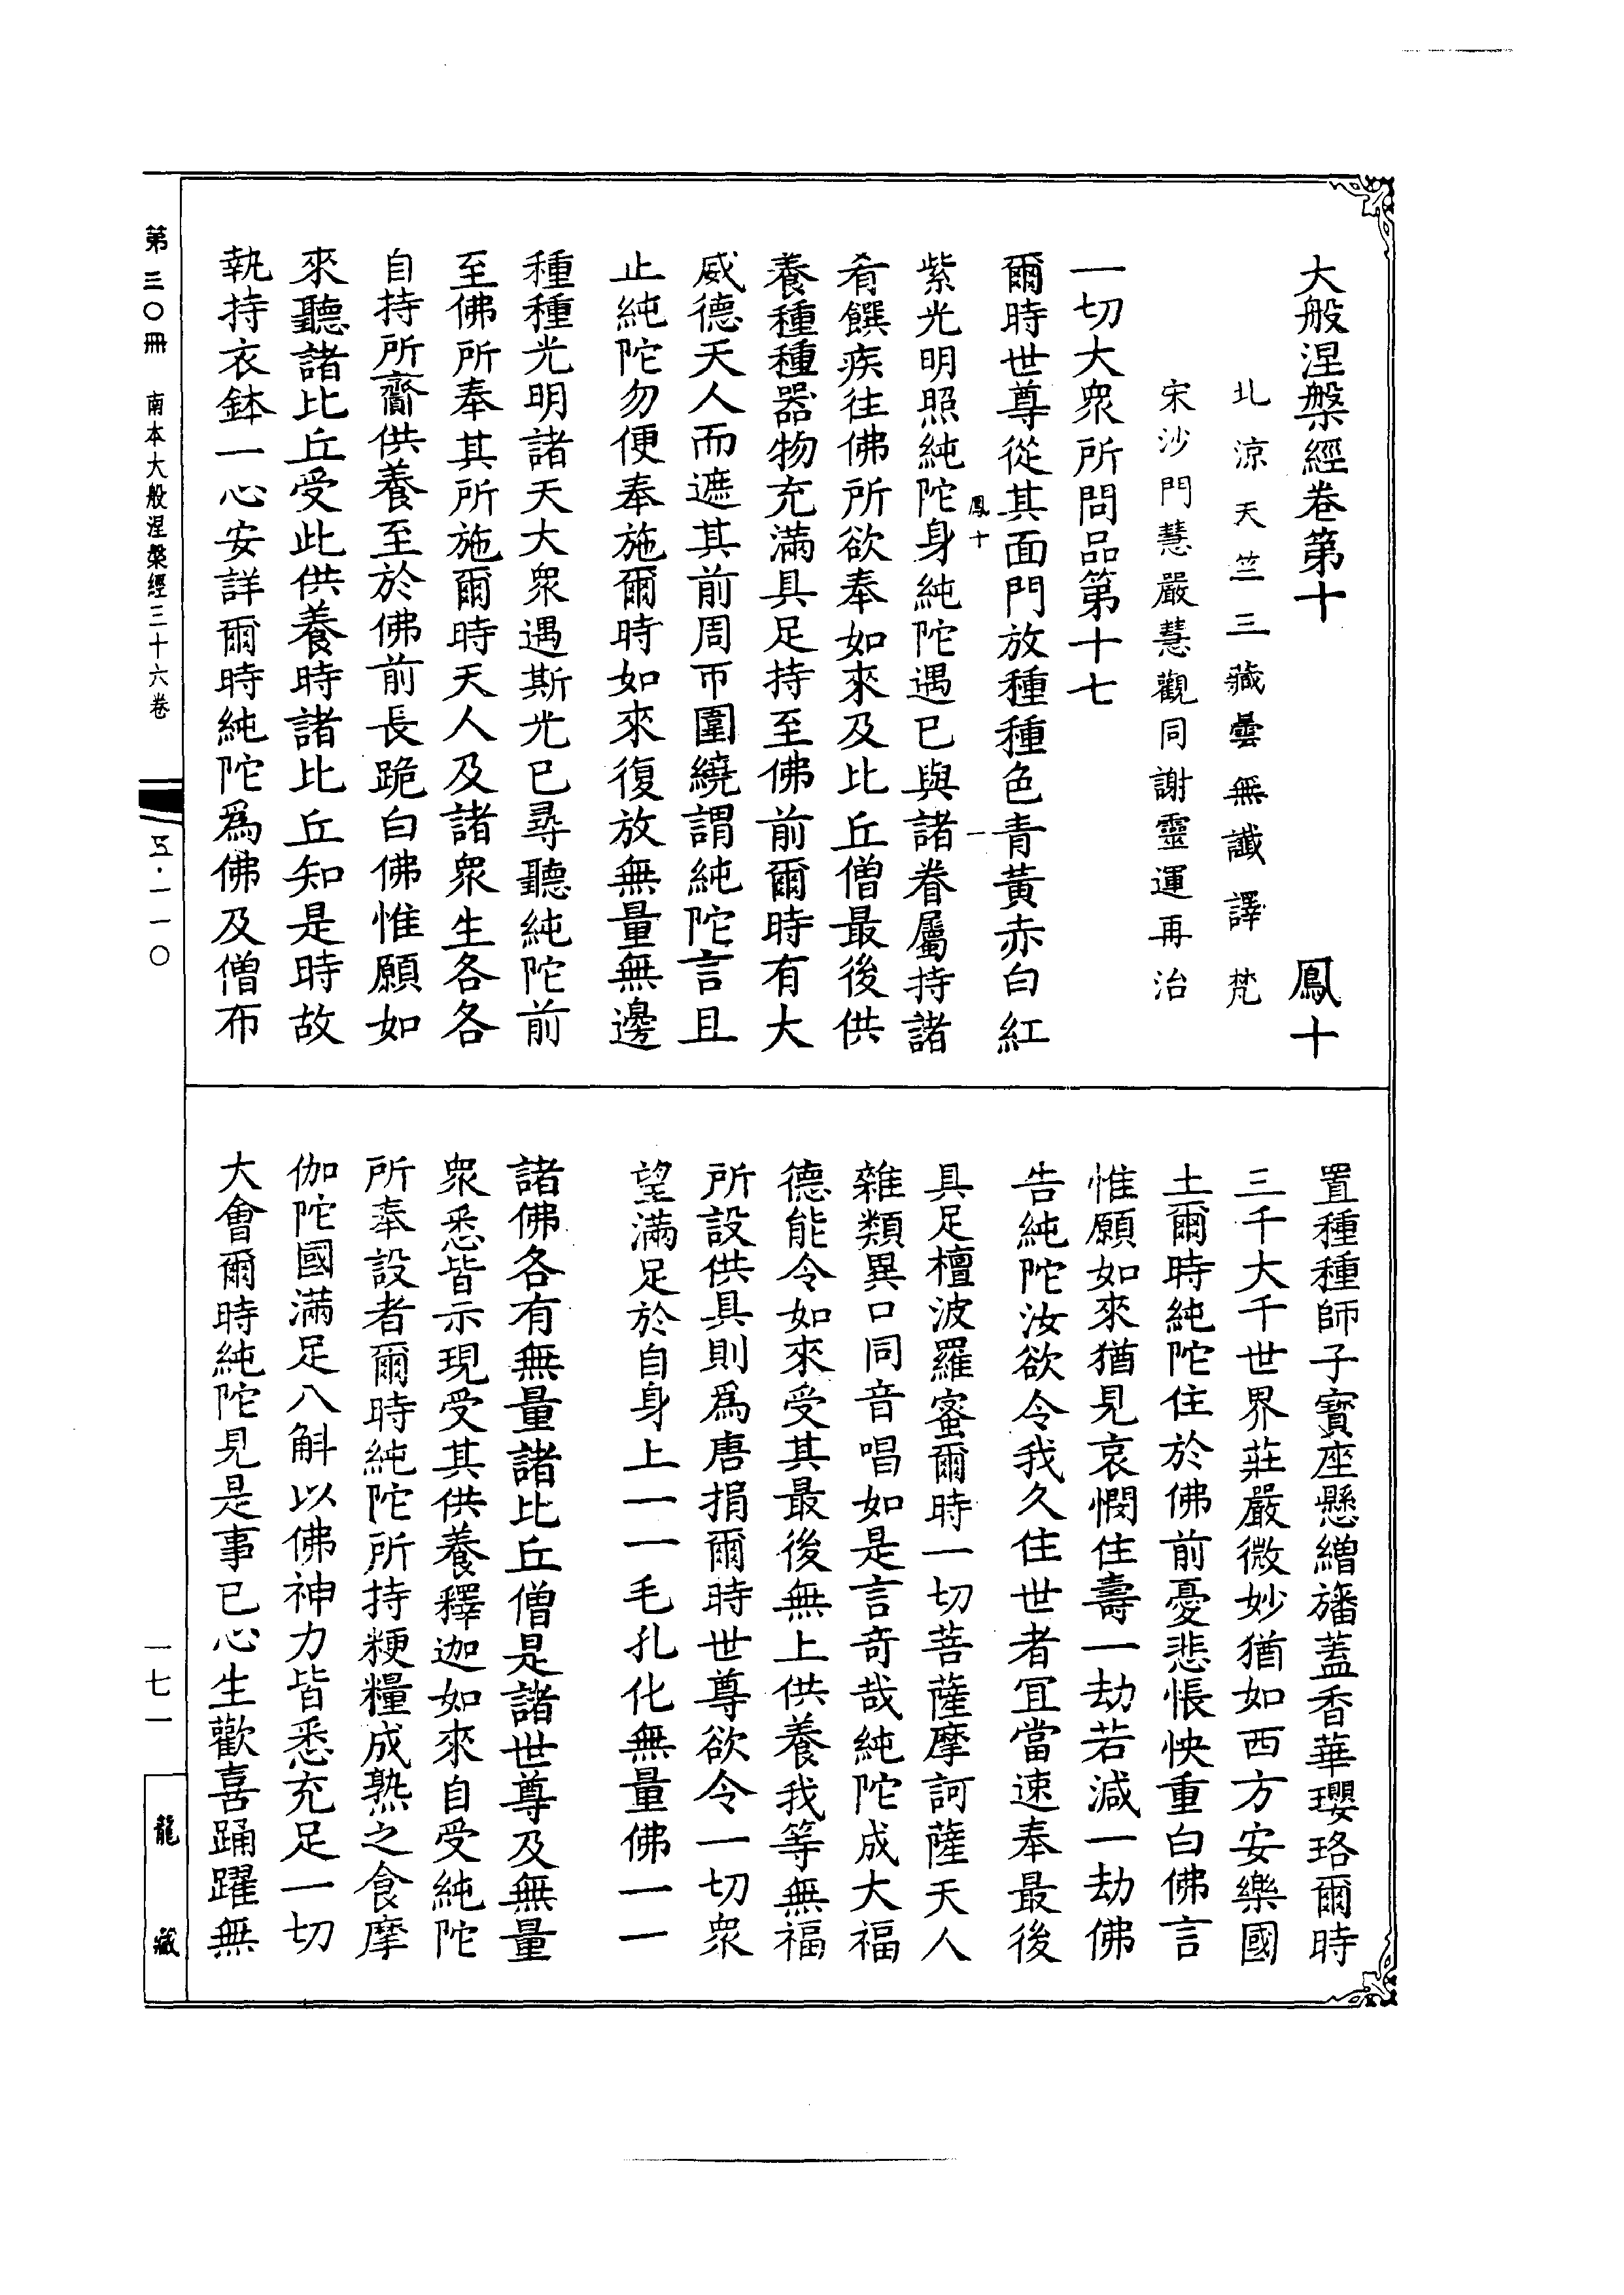 大般涅槃經卷第十　鳳十
北涼天竺三藏曇無讖譯梵
宋沙門慧嚴慧觀同謝靈運再治
一切大衆所問品第十七
爾時世尊從其面門放種種色青黃赤白紅
鳳十　一
紫光明照純陀身純陀遇已與諸眷屬持諸
肴饌疾往佛所欲奉如來及比丘僧最後供
養種種器物充滿具足持至佛前爾時有大
威德天人而遮其前周帀圍繞謂純陀言且
止純陀勿便奉施爾時如來復放無量無邊
種種光明諸天大衆遇斯光已尋聽純陀前
至佛所奉其所施爾時天人及諸衆生各各
自持所齎供養至於佛前長跪白佛惟願如
來聽諸比丘受此供養時諸比丘知是時故
執持衣鉢一心安詳爾時純陀爲佛及僧布
置種種師子寶座懸繒旛蓋香華瓔珞爾時
三千大千世界莊嚴微妙猶如西方安樂國
土爾時純陀住於佛前憂悲悵怏重白佛言
惟願如來猶見哀愍住壽一劫若減一劫佛
告純陀汝欲令我久住世者宜當速奉最後
具足檀波羅蜜爾時一切菩薩摩訶薩天人
雜類異口同音唱如是言奇哉純陀成大福
德能令如來受其最後無上供養我等無福
所設供具則爲唐捐爾時世尊欲令一切衆
望滿足於自身上一一毛孔化無量佛一一
諸佛各有無量諸比丘僧是諸世尊及無量
衆悉皆示現受其供養釋迦如來自受純陀
所奉設者爾時純陀所持粳糧成熟之食摩
伽陀國滿足八斛以佛神力皆悉充足一切
大會爾時純陀見是事已心生歡喜踊躍無
第三〇冊　南本大般涅槃經三十六卷
五·一一〇
一七一
龍藏